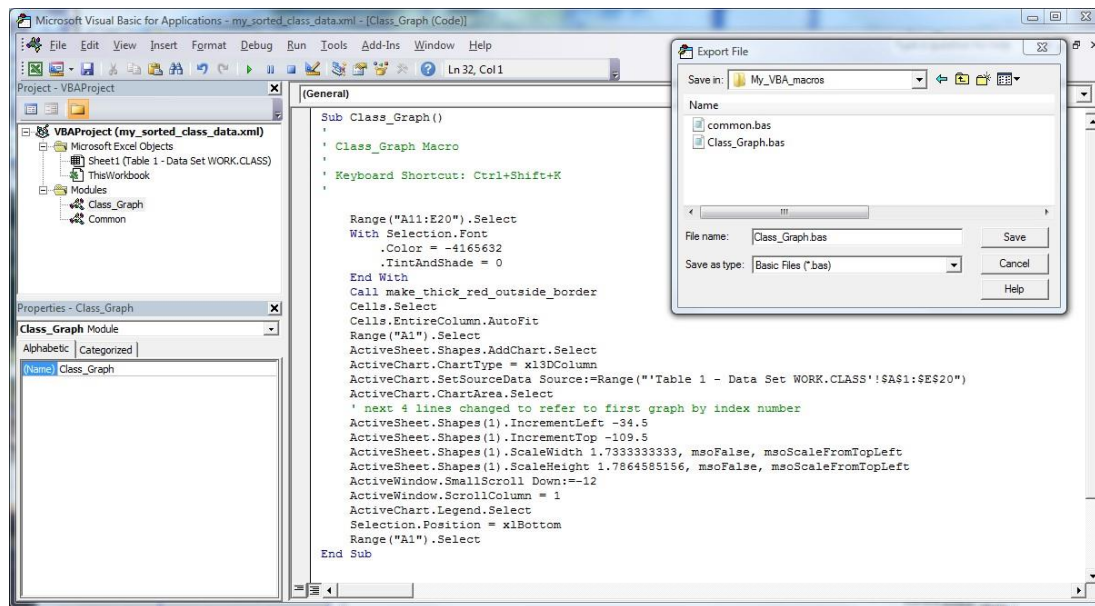 Microsoft Visual Basic for Applications - my_sorted_class_data.xml - [Class_Graph (Code)]
File Edit View Insert Format Debug Run Tools Add-Ins Window Help
Ln 32, Col 1
Project - VBAProject
VBAProject (my_sorted_class_data.xml)
Microsoft Excel Objects
Sheet1 (Table 1 - Data Set WORK.CLASS)
ThisWorkbook
Modules
Class_Graph
Common
Properties - Class_Graph
Class_Graph Module
Alphabetic Categorized
(Name) Class_Graph
(General)
Sub Class_Graph()
'
' Class_Graph Macro
'
' Keyboard Shortcut: Ctrl+Shift+K
'
Range("A11:E20").Select
With Selection.Font
.Color = -4165632
.TintAndShade = 0
End With
Call make_thick_red_outside_border
Cells.Select
Cells.EntireColumn.AutoFit
Range("A1").Select
ActiveSheet.Shapes.AddChart.Select
ActiveChart.ChartType = xl3DColumn
ActiveChart.SetSourceData Source:=Range("'Table 1 - Data Set WORK.CLASS'!$A$1:$E$20")
ActiveChart.ChartArea.Select
' next 4 lines changed to refer to first graph by index number
ActiveSheet.Shapes(1).IncrementLeft -34.5
ActiveSheet.Shapes(1).IncrementTop -109.5
ActiveSheet.Shapes(1).ScaleWidth 1.7333333333, msoFalse, msoScaleFromTopLeft
ActiveSheet.Shapes(1).ScaleHeight 1.7864585156, msoFalse, msoScaleFromTopLeft
ActiveWindow.SmallScroll Down:=-12
ActiveWindow.ScrollColumn = 1
ActiveChart.Legend.Select
Selection.Position = xlBottom
Range("A1").Select
End Sub
Export File
Save in: My_VBA_macros
Name
common.bas
Class_Graph.bas
File name: Class_Graph.bas Save
Save as type: Basic Files (*.bas) Cancel
Help